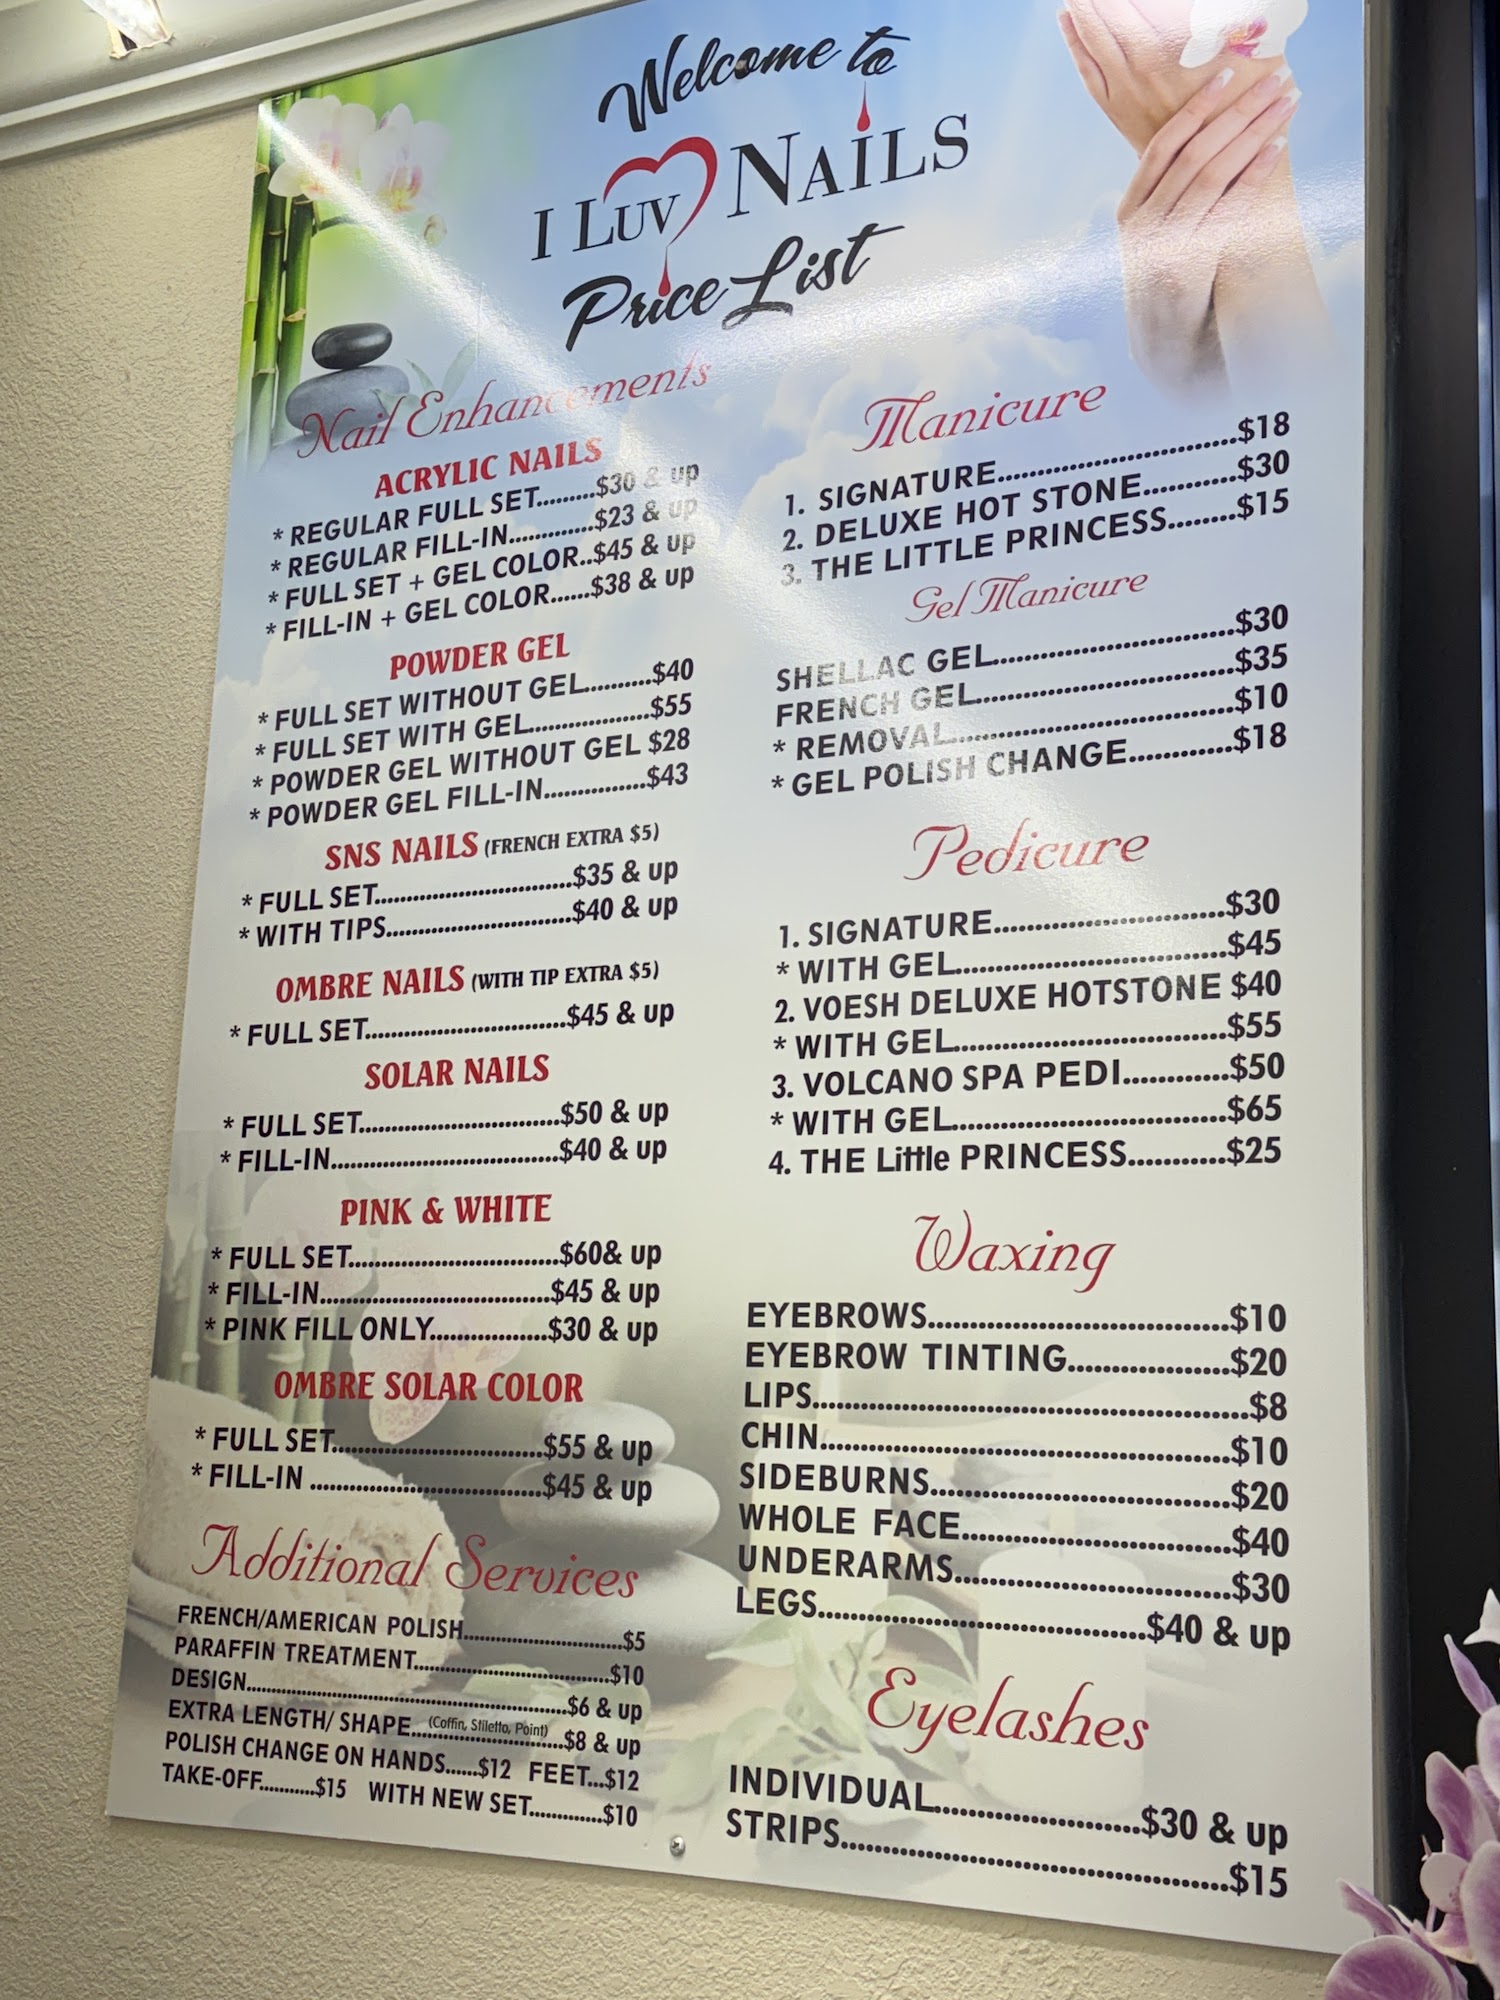 Welcome to
I LUV NAILS
Price List
Nail Enhancements
ACRYLIC NAILS
* REGULAR FULL SET.........$30 & up
* REGULAR FILL-IN.............$23 & up
* FULL SET + GEL COLOR..$45 & up
* FILL-IN + GEL COLOR......$38 & up
POWDER GEL
* FULL SET WITHOUT GEL..........$40
* FULL SET WITH GEL..................$55
* POWDER GEL WITHOUT GEL $28
* POWDER GEL FILL-IN...............$43
SNS NAILS (FRENCH EXTRA $5)
* FULL SET..............................$35 & up
* WITH TIPS............................$40 & up
OMBRE NAILS (WITH TIP EXTRA $5)
* FULL SET..............................$45 & up
SOLAR NAILS
* FULL SET..............................$50 & up
* FILL-IN..................................$40 & up
PINK & WHITE
* FULL SET...............................$60& up
* FILL-IN..................................$45 & up
* PINK FILL ONLY..................$30 & up
OMBRE SOLAR COLOR
* FULL SET...............................$55 & up
* FILL-IN ..................................$45 & up
Additional Services
FRENCH/AMERICAN POLISH..........................$5
PARAFFIN TREATMENT................................$10
DESIGN....................................................$6 & up
EXTRA LENGTH/ SHAPE...(Coffin, Stiletto, Point)...$8 & up
POLISH CHANGE ON HANDS......$12 FEET...$12
TAKE-OFF..........$15 WITH NEW SET.............$10
Manicure
1. SIGNATURE............................$18
2. DELUXE HOT STONE...........$30
3. THE LITTLE PRINCESS........$15
Gel Manicure
SHELLAC GEL............................$30
FRENCH GEL..............................$35
* REMOVAL................................$10
* GEL POLISH CHANGE............$18
Pedicure
1. SIGNATURE...........................$30
* WITH GEL...............................$45
2. VOESH DELUXE HOTSTONE $40
* WITH GEL...............................$55
3. VOLCANO SPA PEDI............$50
* WITH GEL...............................$65
4. THE Little PRINCESS...........$25
Waxing
EYEBROWS..................................$10
EYEBROW TINTING..................$20
LIPS.................................................$8
CHIN..............................................$10
SIDEBURNS.................................$20
WHOLE FACE..............................$40
UNDERARMS..............................$30
LEGS...................................$40 & up
Eyelashes
INDIVIDUAL.......................$30 & up
STRIPS..........................................$15